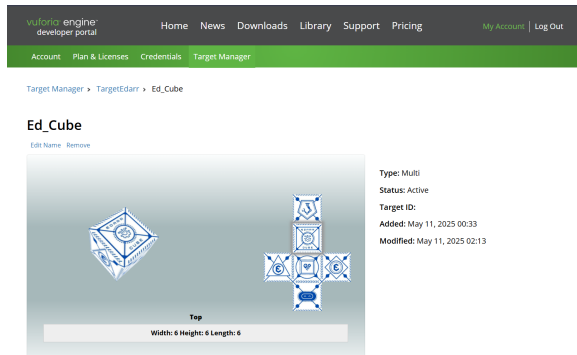 vuforia engine™
developer portal
Home News Downloads Library Support Pricing
My Account | Log Out
Account Plan & Licenses Credentials Target Manager
Target Manager > TargetEdarr > Ed_Cube
Ed_Cube
Edit Name Remove
Type: Multi
Status: Active
Target ID:
Added: May 11, 2025 00:33
Modified: May 11, 2025 02:13
Top
Width: 6 Height: 6 Length: 6